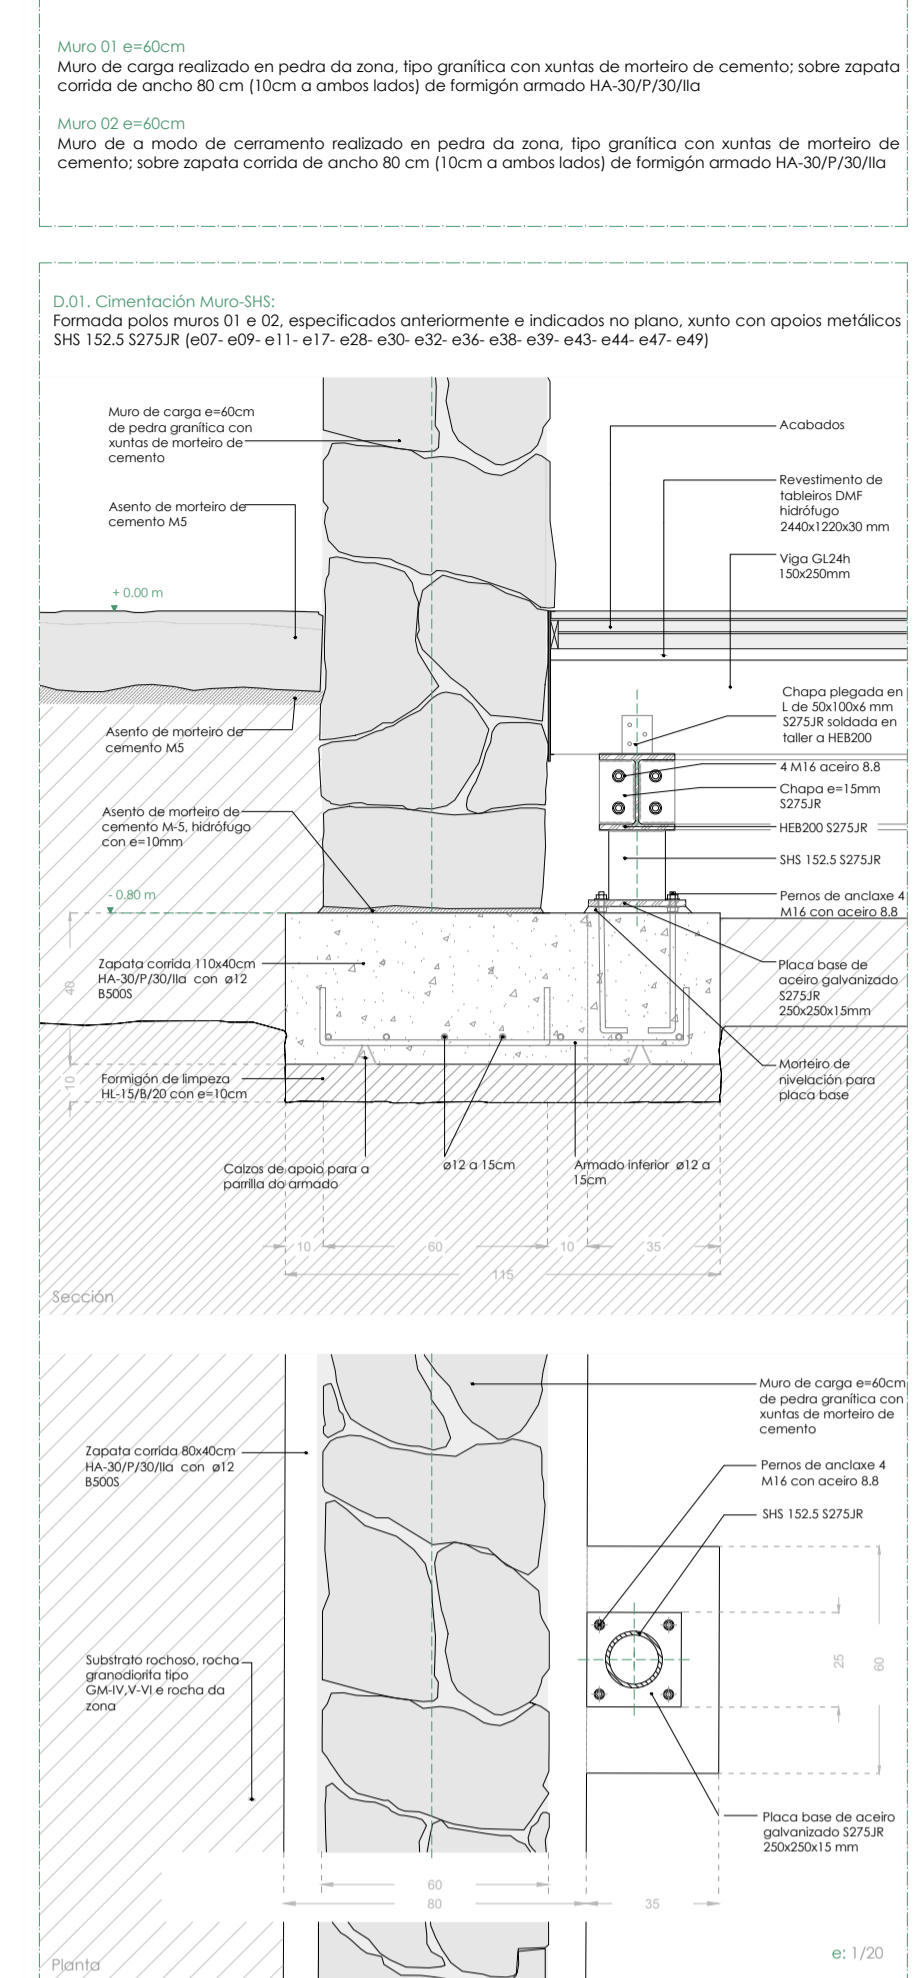 Muro 01 e=60cm
Muro de carga realizado en pedra da zona, tipo granítica con xuntas de morteiro de cemento; sobre zapata
corrida de ancho 80 cm (10cm a ambos lados) de formigón armado HA-30/P/30/IIa
Muro 02 e=60cm
Muro de a modo de cerramento realizado en pedra da zona, tipo granítica con xuntas de morteiro de
cemento; sobre zapata corrida de ancho 80 cm (10cm a ambos lados) de formigón armado HA-30/P/30/IIa
D.01. Cimentación Muro-SHS:
Formada polos muros 01 e 02, especificados anteriormente e indicados no plano, xunto con apoios metálicos
SHS 152.5 S275JR (e07- e09- e11- e17- e28- e30- e32- e36- e38- e39- e43- e44- e47- e49)
Muro de carga e=60cm
de pedra granítica con
xuntas de morteiro de
cemento
Asento de morteiro de
cemento M5
+ 0.00 m
Asento de morteiro de
cemento M5
Asento de morteiro de
cemento M-5, hidrófugo
con e=10mm
- 0.80 m
Zapata corrida 110x40cm
HA-30/P/30/IIa con ø12
B500S
40
10
Formigón de limpeza
HL-15/B/20 con e=10cm
Acabados
Revestimento de
tableiros DMF
hidrófugo
2440x1220x30 mm
Viga GL24h
150x250mm
Chapa plegada en
L de 50x100x6 mm
S275JR soldada en
taller a HEB200
4 M16 aceiro 8.8
Chapa e=15mm
S275JR
HEB200 S275JR
SHS 152.5 S275JR
Pernos de anclaxe 4
M16 con aceiro 8.8
Placa base de
aceiro galvanizado
S275JR
250x250x15mm
Morteiro de
nivelación para
placa base
Calzos de apoio para a
parrilla do armado
ø12 a 15cm
Armado inferior ø12 a
15cm
10
60
10
35
115
Sección
Muro de carga e=60cm
de pedra granítica con
xuntas de morteiro de
cemento
Zapata corrida 80x40cm
HA-30/P/30/IIa con ø12
B500S
Pernos de anclaxe 4
M16 con aceiro 8.8
SHS 152.5 S275JR
25
60
Substrato rochoso, rocha
granodiorita tipo
GM-IV,V-VI e rocha da
zona
Placa base de aceiro
galvanizado S275JR
250x250x15 mm
60
80
35
e: 1/20
Planta